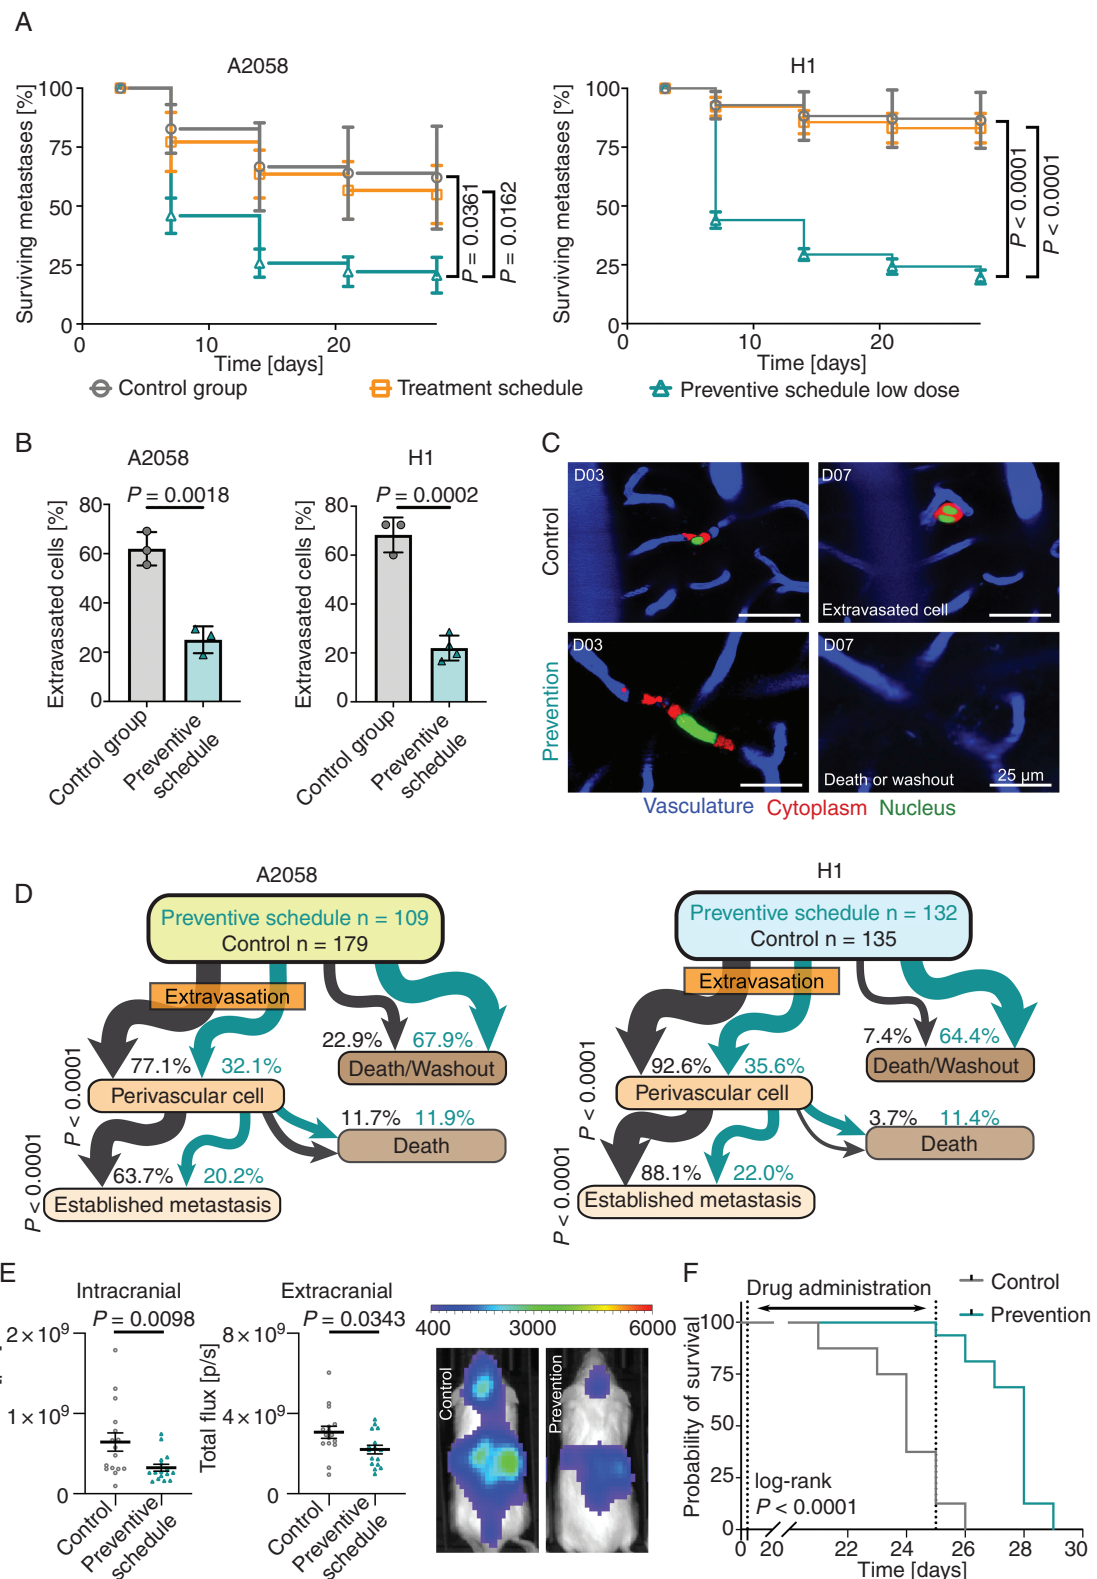 A
A2058
H1
Surviving metastases [%]
100
75
50
25
0
0
10
20
Time [days]
P = 0.0361
P = 0.0162
Surviving metastases [%]
100
75
50
25
0
0
10
20
Time [days]
P < 0.0001
P < 0.0001
Control group
Treatment schedule
Preventive schedule low dose
B
A2058
P = 0.0018
Extravasated cells [%]
80
60
40
20
0
Control group
Preventive
schedule
H1
P = 0.0002
Extravasated cells [%]
80
60
40
20
0
Control group
Preventive
schedule
C
Control
D03
D07
Extravasated cell
Prevention
D03
D07
Death or washout
25 µm
Vasculature Cytoplasm Nucleus
D
A2058
Preventive schedule n = 109
Control n = 179
Extravasation
22.9% 67.9%
Death/Washout
77.1% 32.1%
Perivascular cell
P < 0.0001
11.7% 11.9%
Death
63.7% 20.2%
Established metastasis
P < 0.0001
H1
Preventive schedule n = 132
Control n = 135
Extravasation
7.4% 64.4%
Death/Washout
92.6% 35.6%
Perivascular cell
P < 0.0001
3.7% 11.4%
Death
88.1% 22.0%
Established metastasis
P < 0.0001
E
Intracranial
P = 0.0098
2 × 10⁹
1 × 10⁹
0
Control
Preventive
schedule
Extracranial
P = 0.0343
Total flux [p/s]
8 × 10⁹
4 × 10⁹
0
Control
Preventive
schedule
400
3000
6000
Control
Prevention
F
Drug administration
Control
Prevention
Probability of survival
100
75
50
25
0
log-rank
P < 0.0001
0
20
22
24
26
28
30
Time [days]